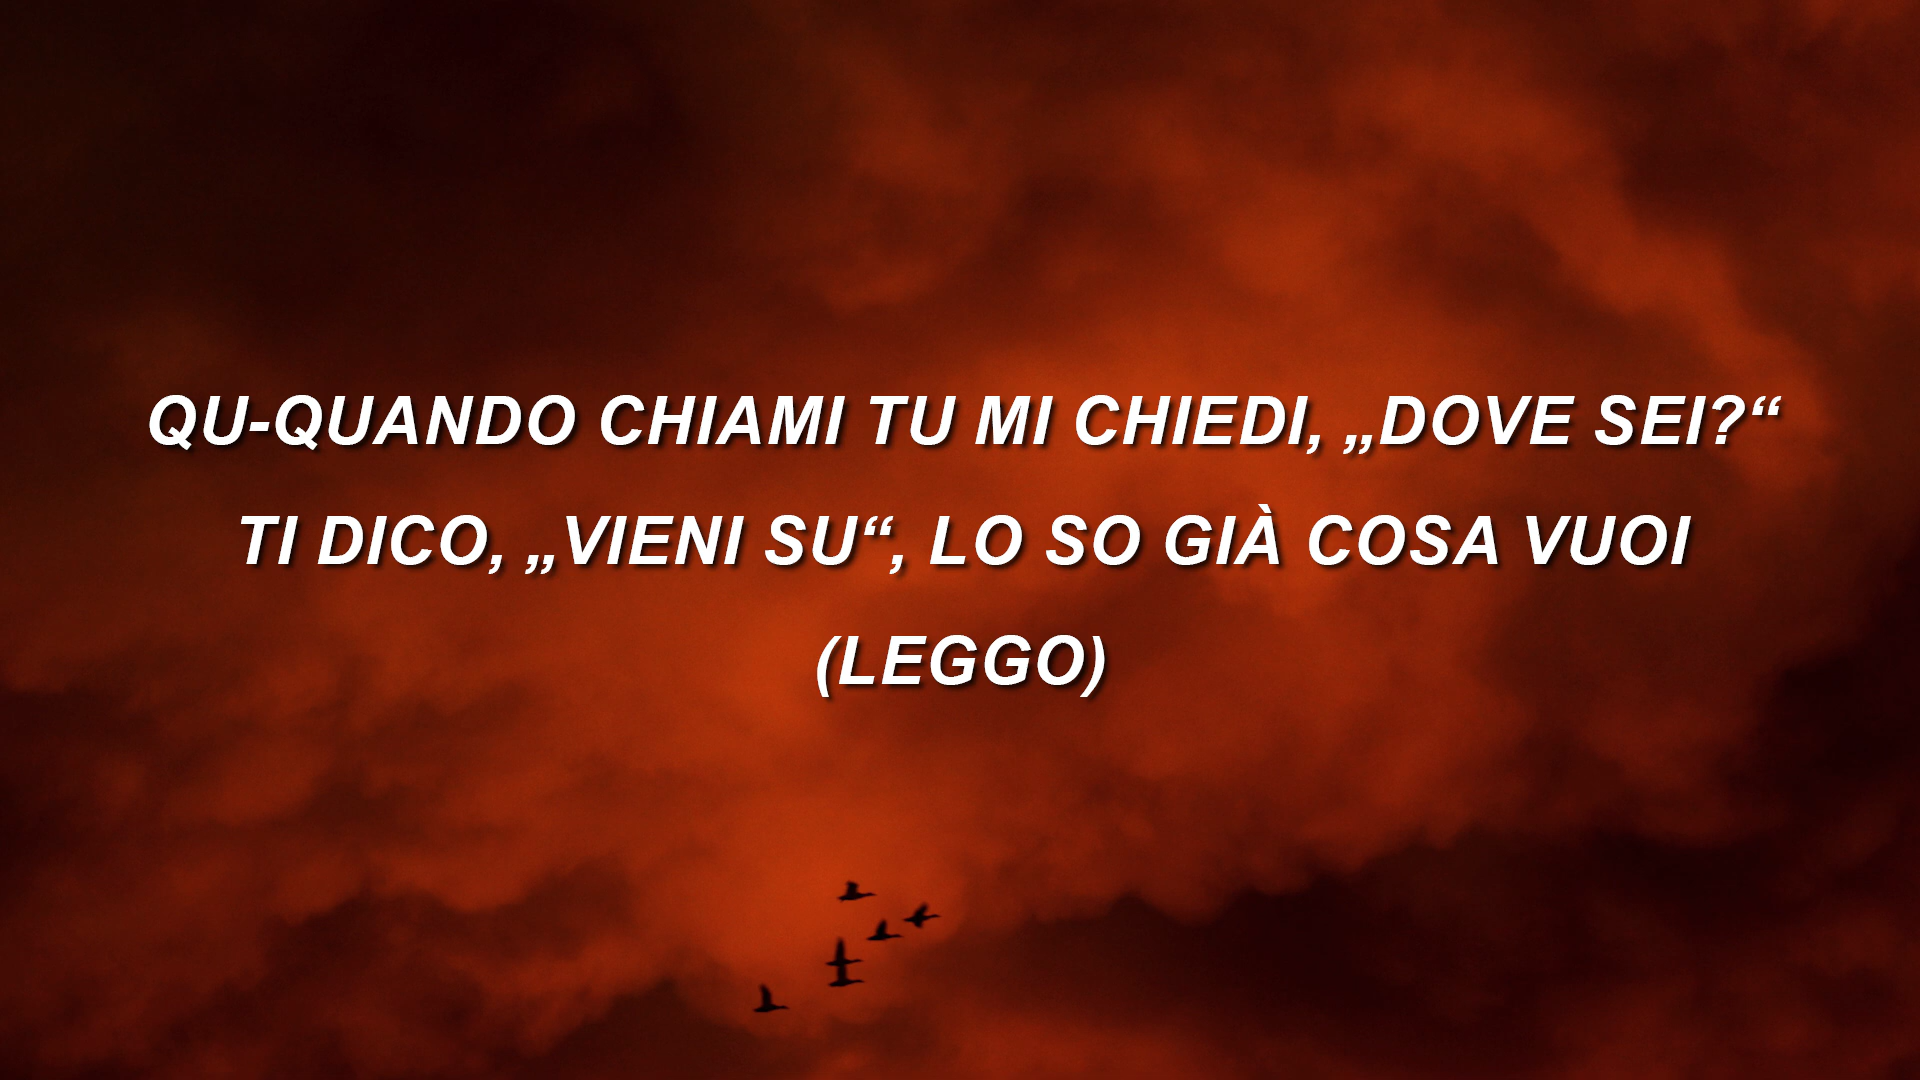 QU-QUANDO CHIAMI TU MI CHIEDI, „DOVE SEI?“
TI DICO, „VIENI SU“, LO SO GIÀ COSA VUOI
(LEGGO)